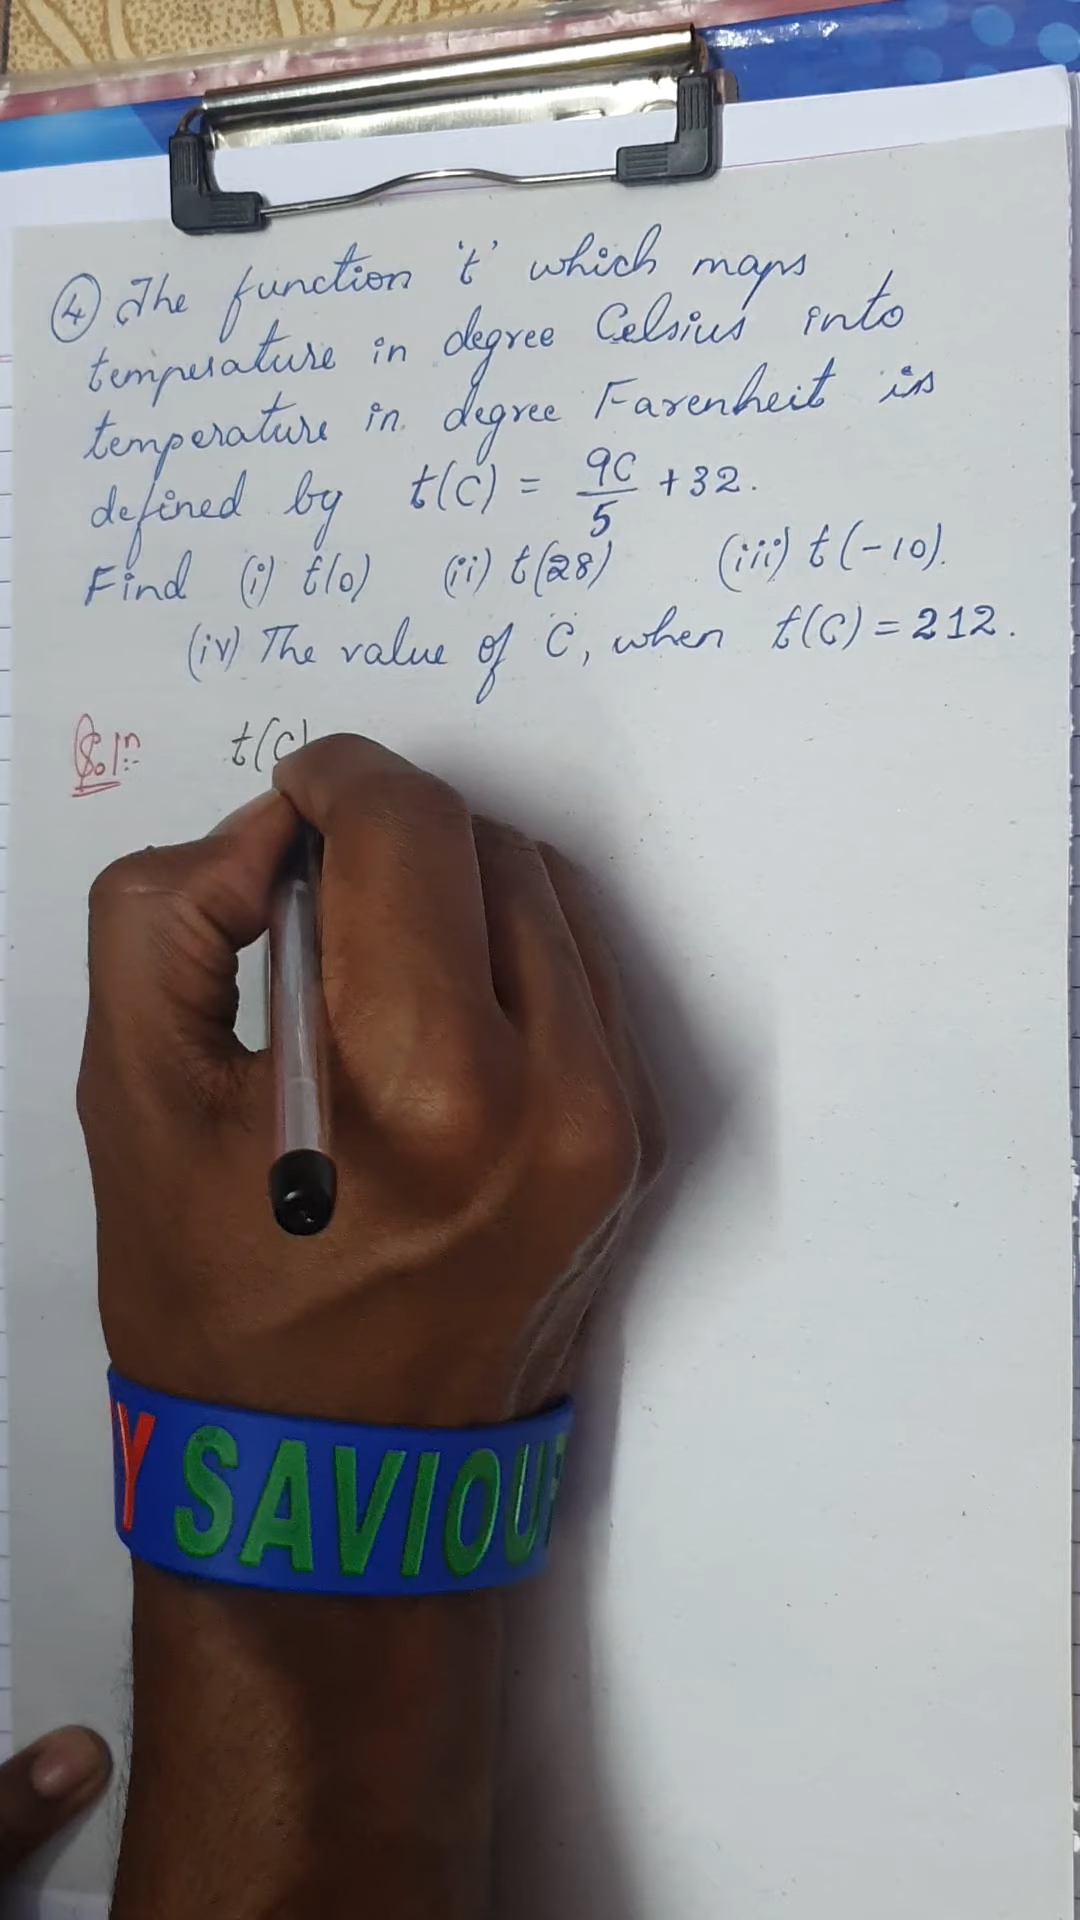 ④ The function 't' which maps
temperature in degree Celsius into
temperature in degree Farenheit is
defined by t(C) = 9C/5 +32.
Find (i) t(0) (ii) t(28) (iii) t(-10).
(iv) The value of C, when t(C) = 212.
Soln:- t(C)
Y SAVIOU